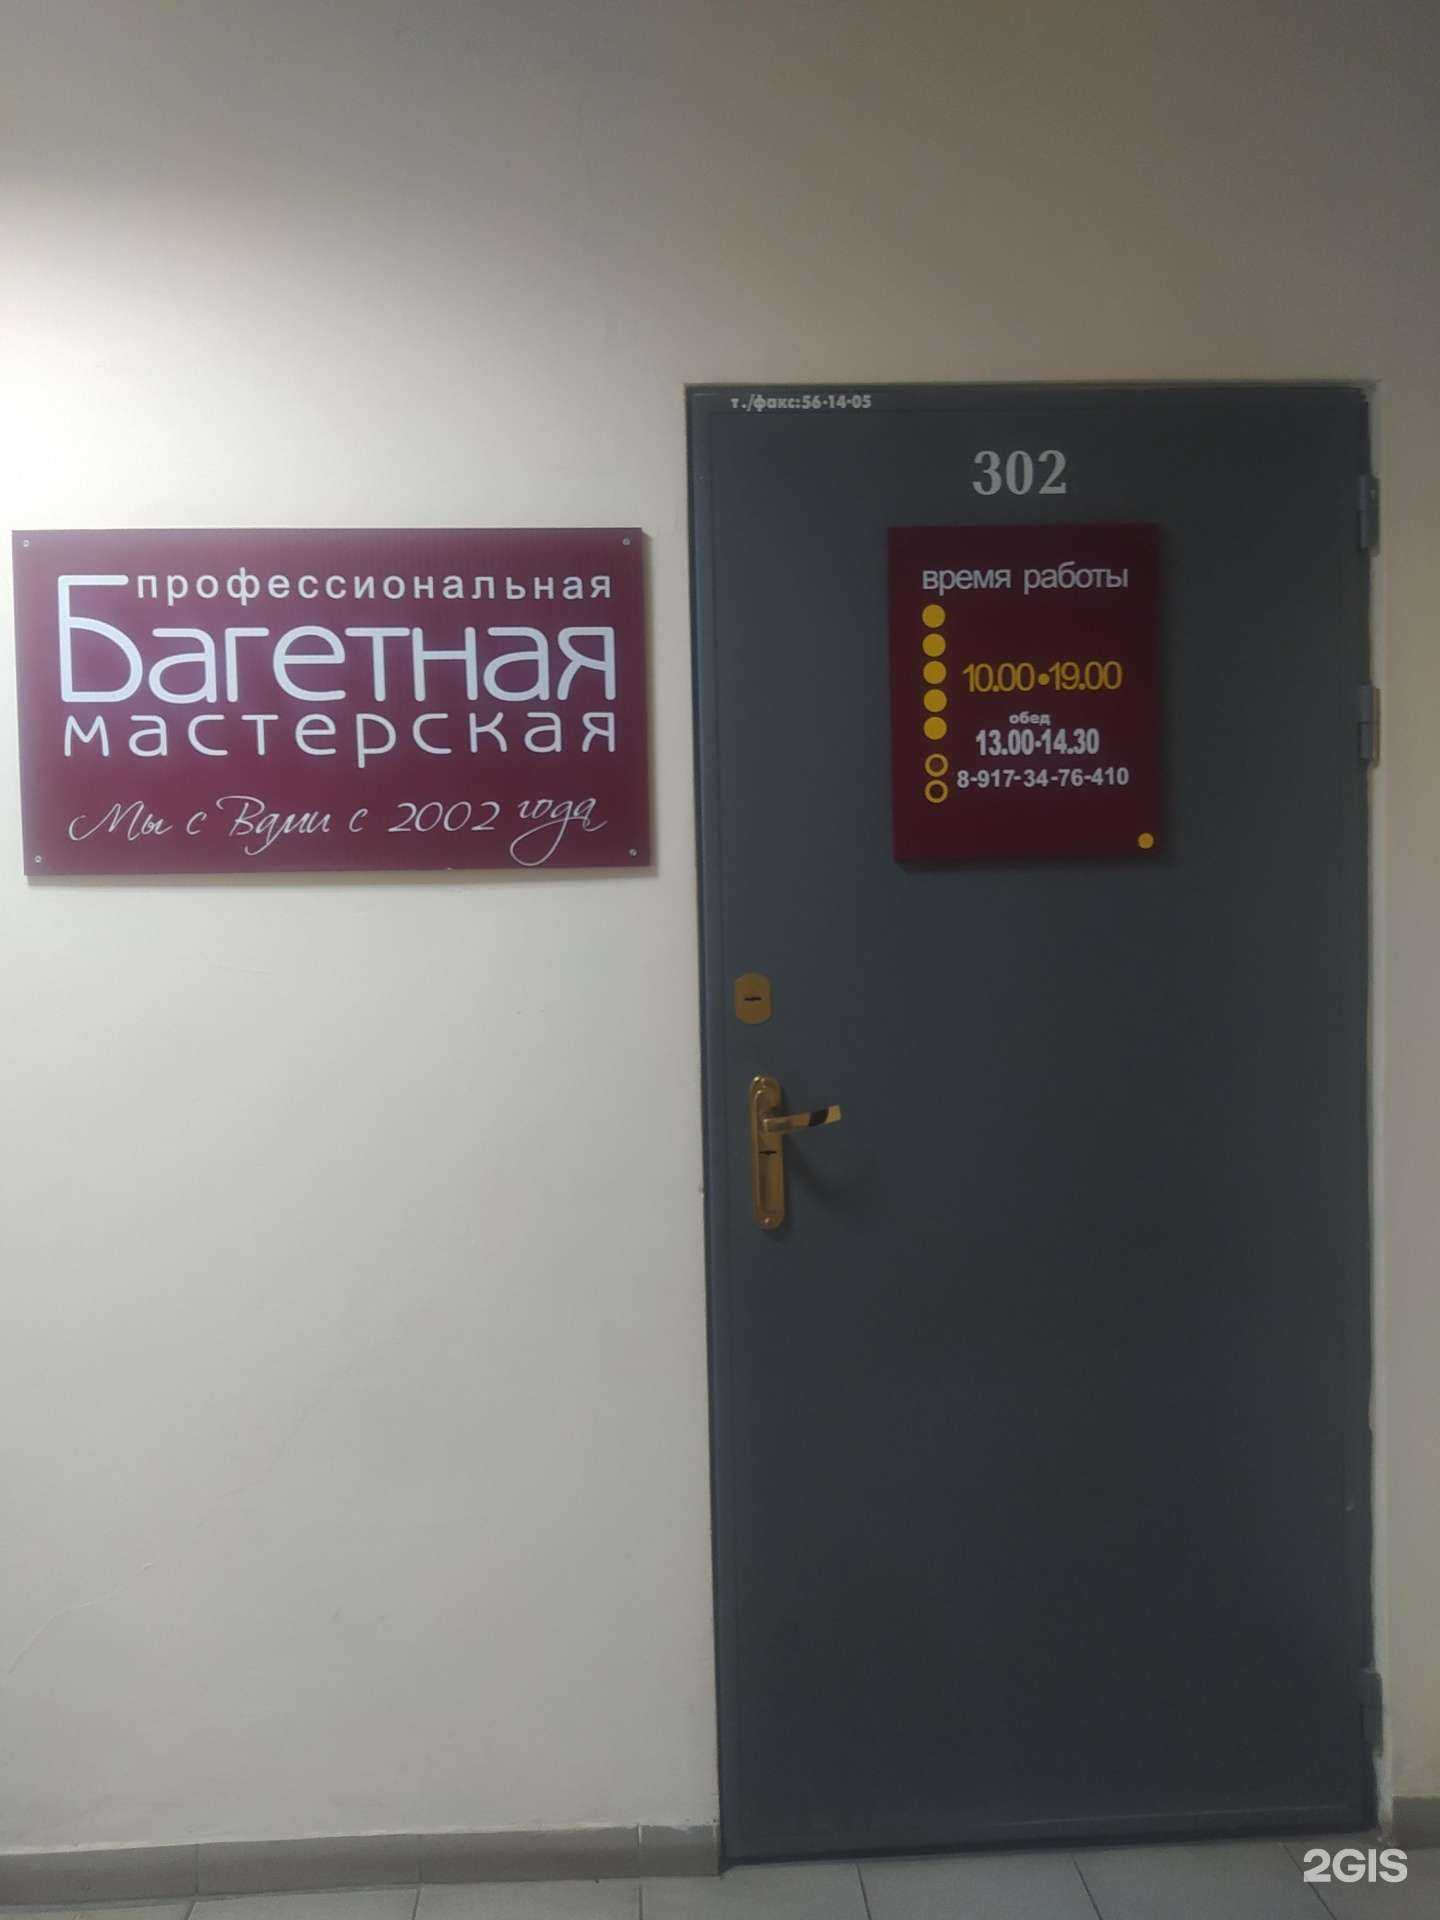 профессиональная
Багетная
мастерская
Мы с Вами с 2002 года
т./факс:56-14-05
302
время работы
10.00•19.00
обед
13.00-14.30
8-917-34-76-410
2GIS